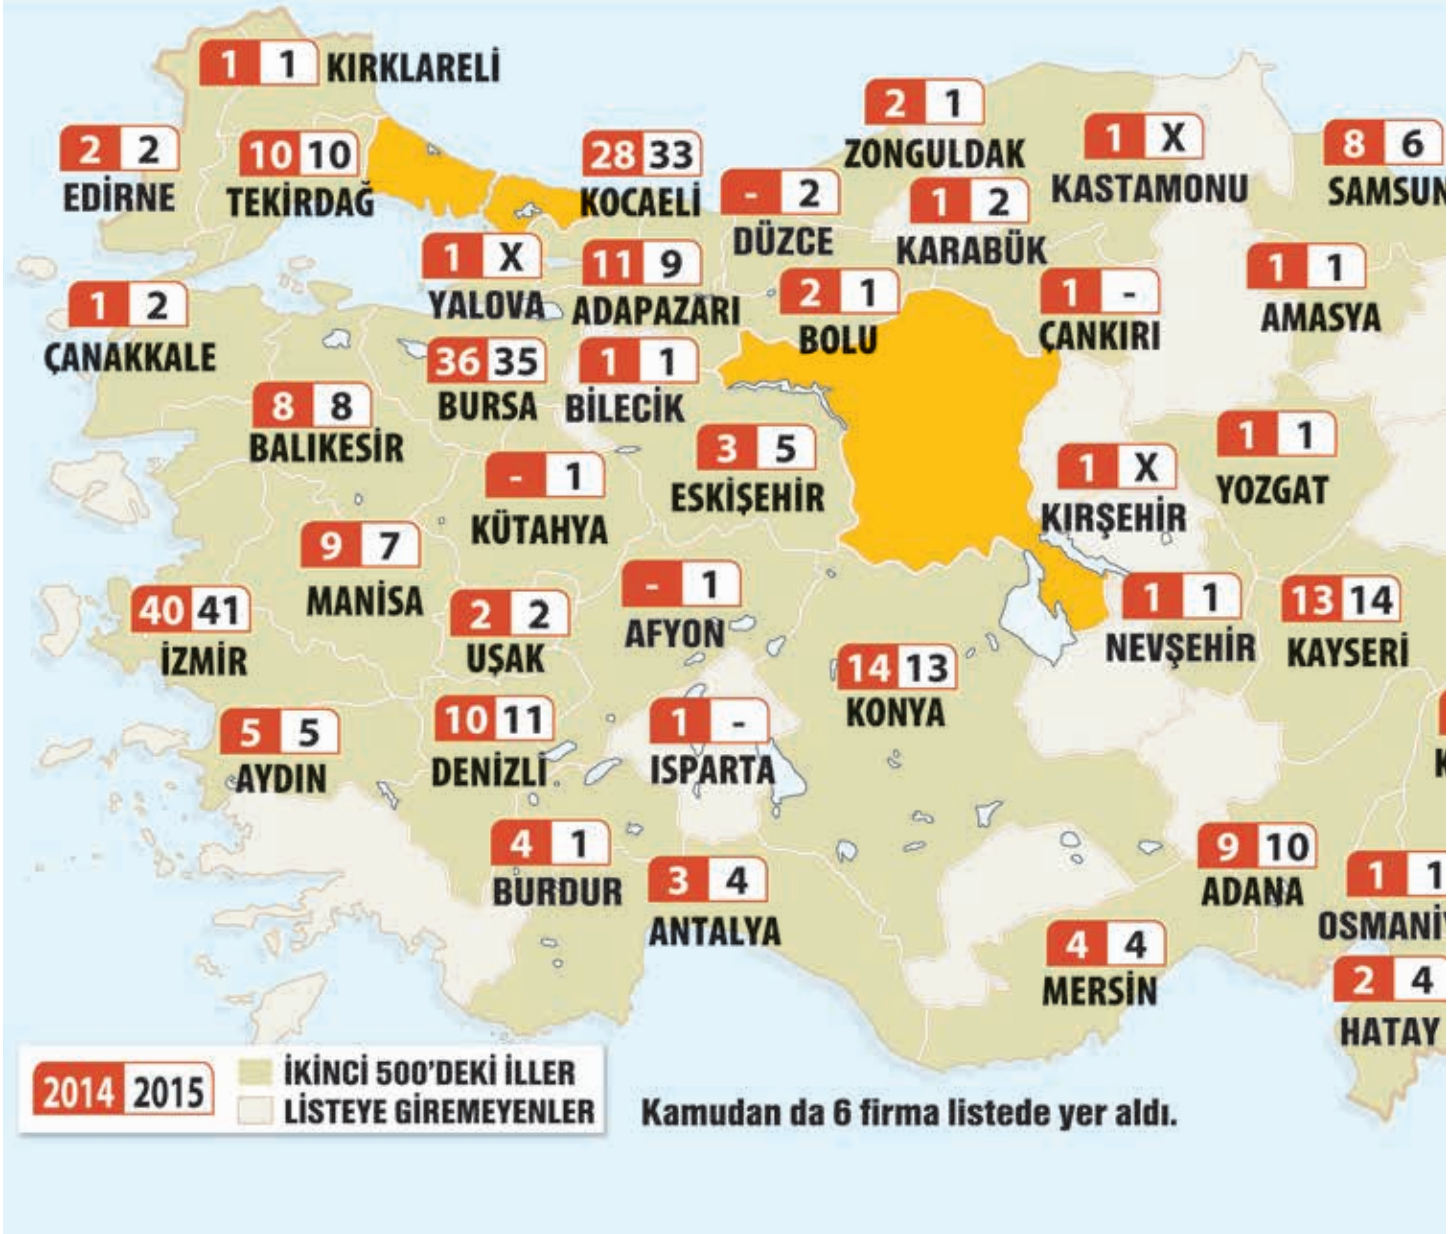 1 1 KIRKLARELİ
2 2
EDİRNE
10 10
TEKİRDAĞ
28 33
KOCAELİ
- 2
DÜZCE
2 1
ZONGULDAK
1 X
KASTAMONU
8 6
SAMSUN
1 2
KARABÜK
1 X
YALOVA
11 9
ADAPAZARI
2 1
BOLU
1 -
ÇANKIRI
1 1
AMASYA
1 2
ÇANAKKALE
36 35
BURSA
1 1
BİLECİK
8 8
BALIKESİR
3 5
ESKİŞEHİR
1 X
KIRŞEHİR
1 1
YOZGAT
- 1
KÜTAHYA
9 7
MANİSA
40 41
İZMİR
2 2
UŞAK
- 1
AFYON
1 1
NEVŞEHİR
13 14
KAYSERİ
14 13
KONYA
5 5
AYDIN
10 11
DENİZLİ
1 -
ISPARTA
K
4 1
BURDUR
3 4
ANTALYA
9 10
ADANA
1 1
OSMANİY
4 4
MERSİN
2 4
HATAY
2014 2015
İKİNCİ 500'DEKİ İLLER
LİSTEYE GİREMEYENLER
Kamudan da 6 firma listede yer aldı.